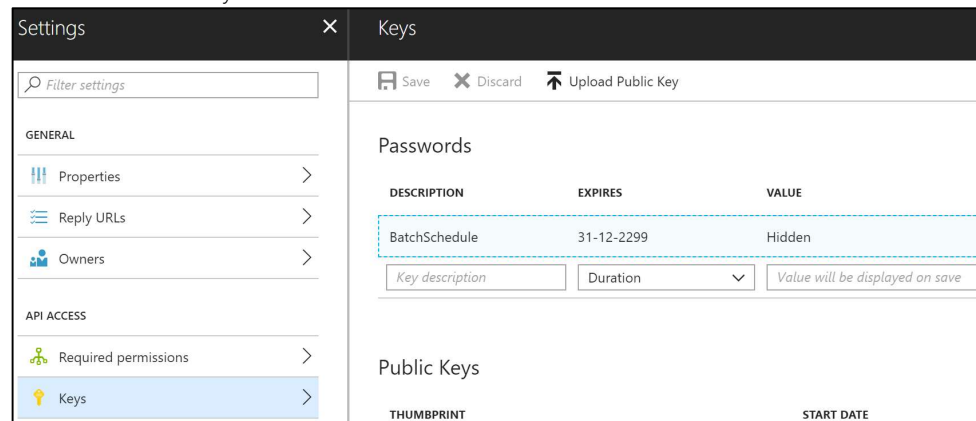 Settings
Filter settings
GENERAL
Properties
Reply URLs
Owners
API ACCESS
Required permissions
Keys
Keys
Save Discard Upload Public Key
Passwords
DESCRIPTION EXPIRES VALUE
BatchSchedule 31-12-2299 Hidden
Key description Duration Value will be displayed on save
Public Keys
THUMBPRINT START DATE